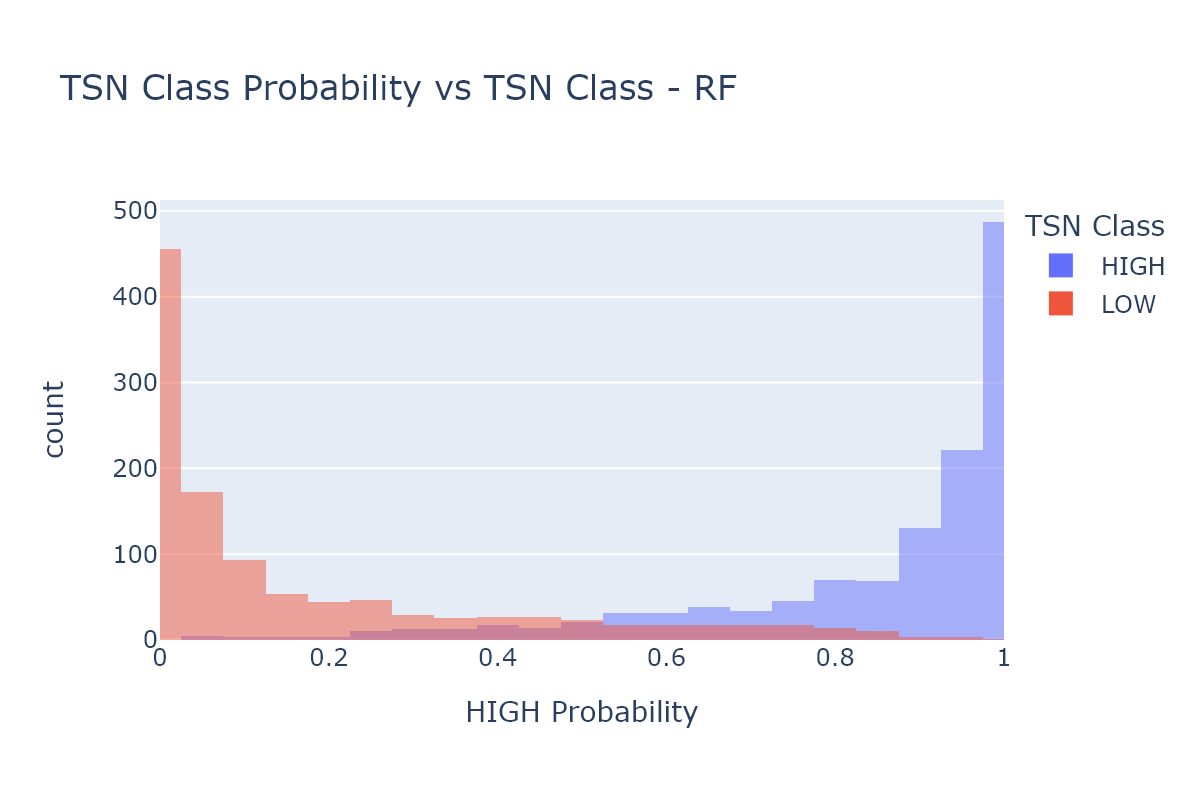 TSN Class Probability vs TSN Class - RF
500
400
300
200
100
0
count
0 0.2 0.4 0.6 0.8 1
HIGH Probability
TSN Class
HIGH
LOW